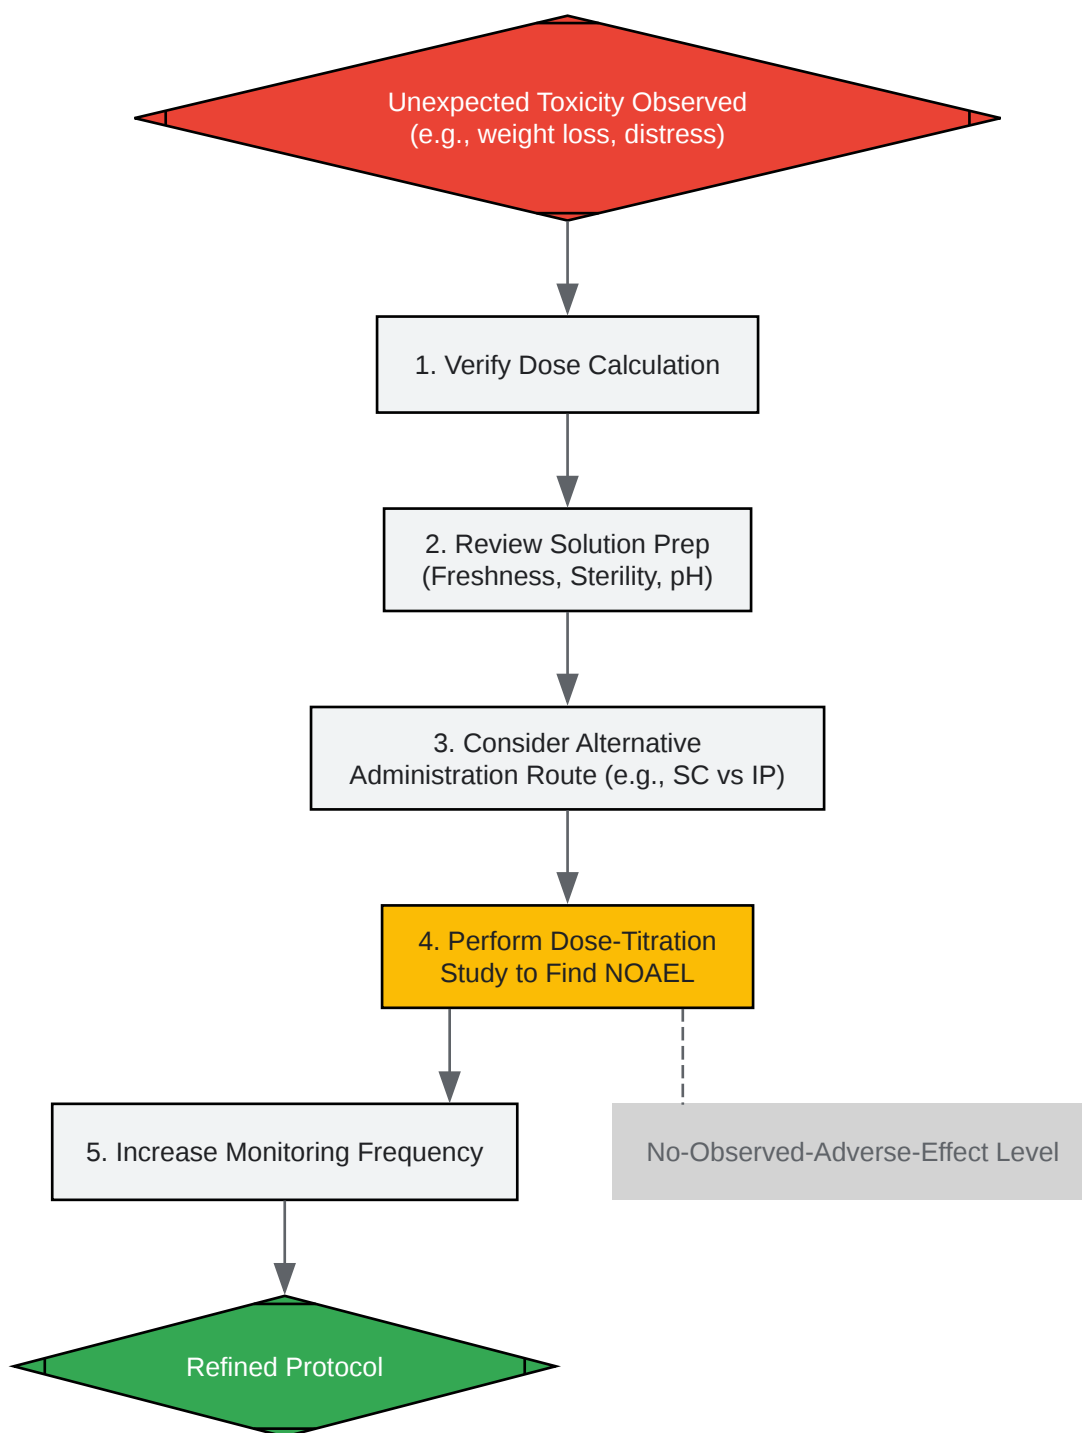 Unexpected Toxicity Observed
(e.g., weight loss, distress)
1. Verify Dose Calculation
2. Review Solution Prep
(Freshness, Sterility, pH)
3. Consider Alternative
Administration Route (e.g., SC vs IP)
4. Perform Dose-Titration
Study to Find NOAEL
5. Increase Monitoring Frequency
No-Observed-Adverse-Effect Level
Refined Protocol